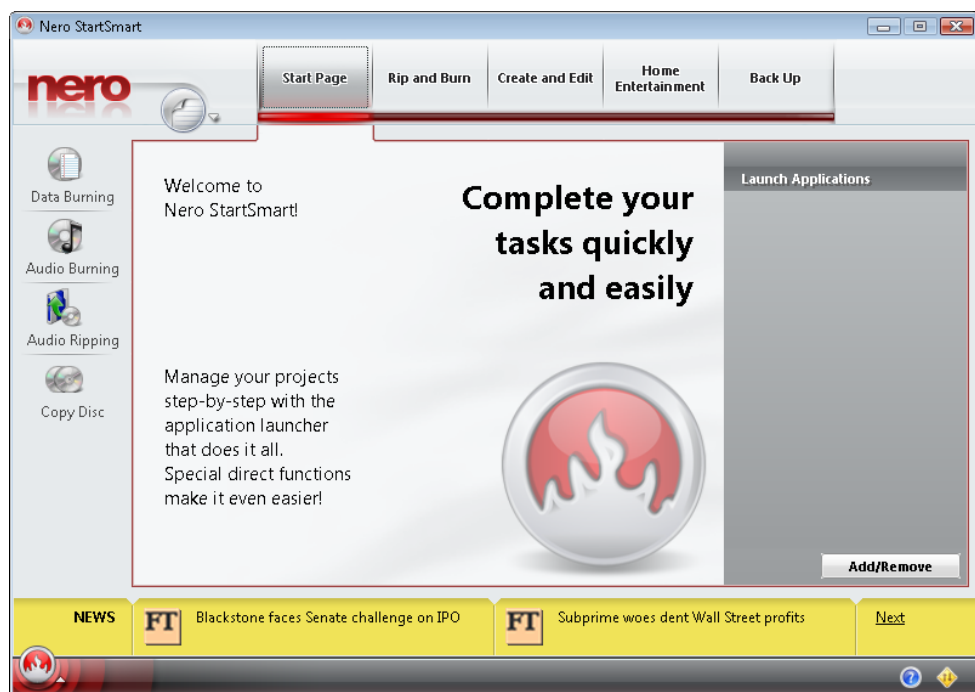 Nero StartSmart
nero
Start Page
Rip and Burn
Create and Edit
Home
Entertainment
Back Up
Data Burning
Audio Burning
Audio Ripping
Copy Disc
Welcome to
Nero StartSmart!
Complete your
tasks quickly
and easily
Manage your projects
step-by-step with the
application launcher
that does it all.
Special direct functions
make it even easier!
Launch Applications
Add/Remove
NEWS
FT
Blackstone faces Senate challenge on IPO
FT
Subprime woes dent Wall Street profits
Next